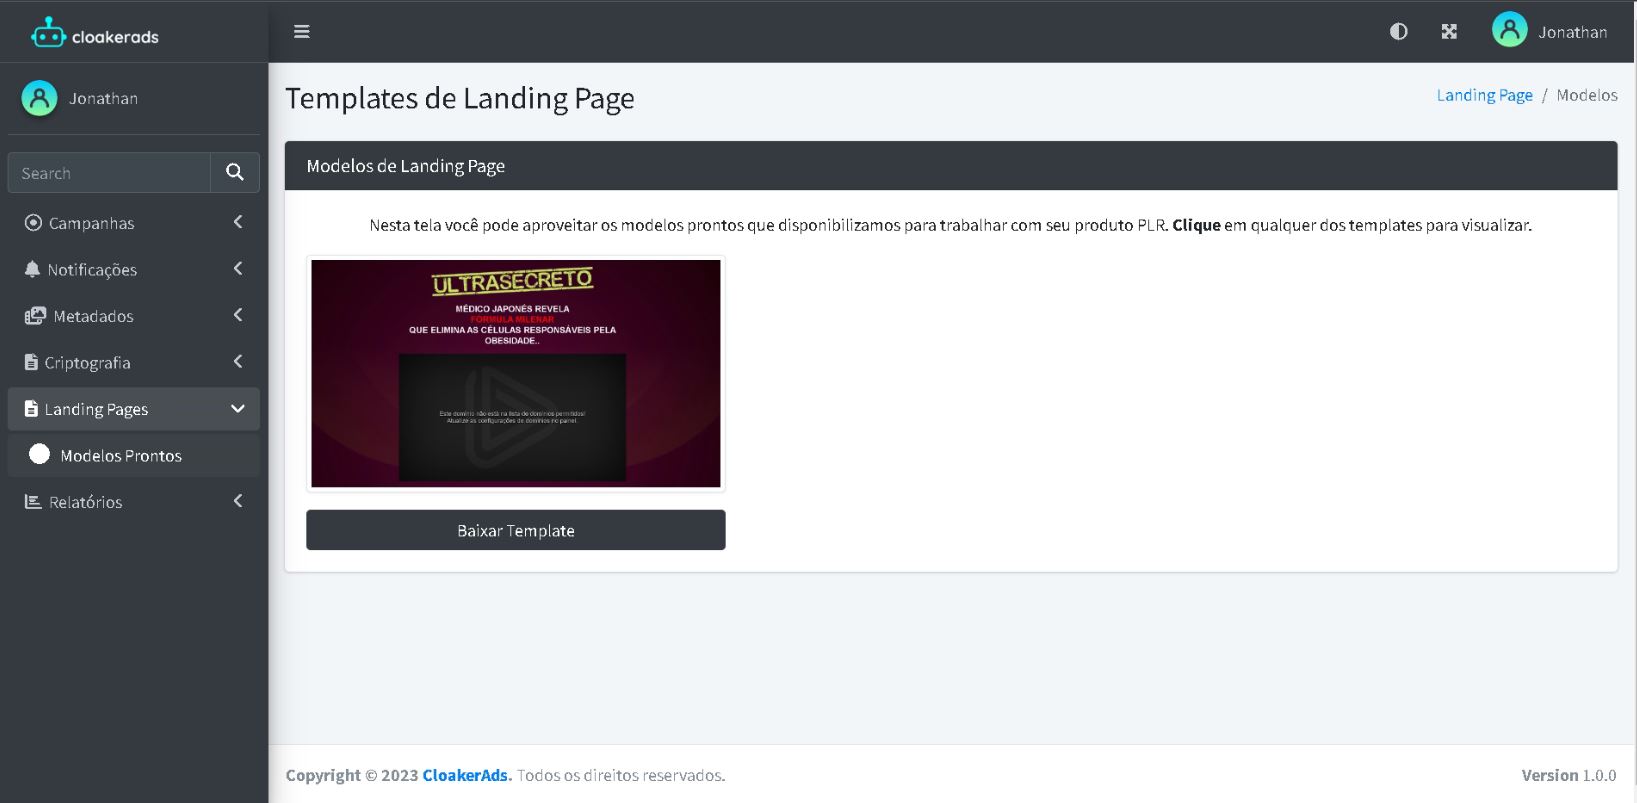 cloakerads
Jonathan
Jonathan
Search
Campanhas
Notificações
Metadados
Criptografia
Landing Pages
Modelos Prontos
Relatórios
Templates de Landing Page
Landing Page / Modelos
Modelos de Landing Page
Nesta tela você pode aproveitar os modelos prontos que disponibilizamos para trabalhar com seu produto PLR. Clique em qualquer dos templates para visualizar.
ULTRASECRETO
MÉDICO JAPONÊS REVELA
FORMULA MILENAR
QUE ELIMINA AS CÉLULAS RESPONSÁVEIS PELA
OBESIDADE..
Este domínio não está na lista de domínios permitidos!
Atualize as configurações de domínios no painel.
Baixar Template
Copyright © 2023 CloakerAds. Todos os direitos reservados.
Version 1.0.0